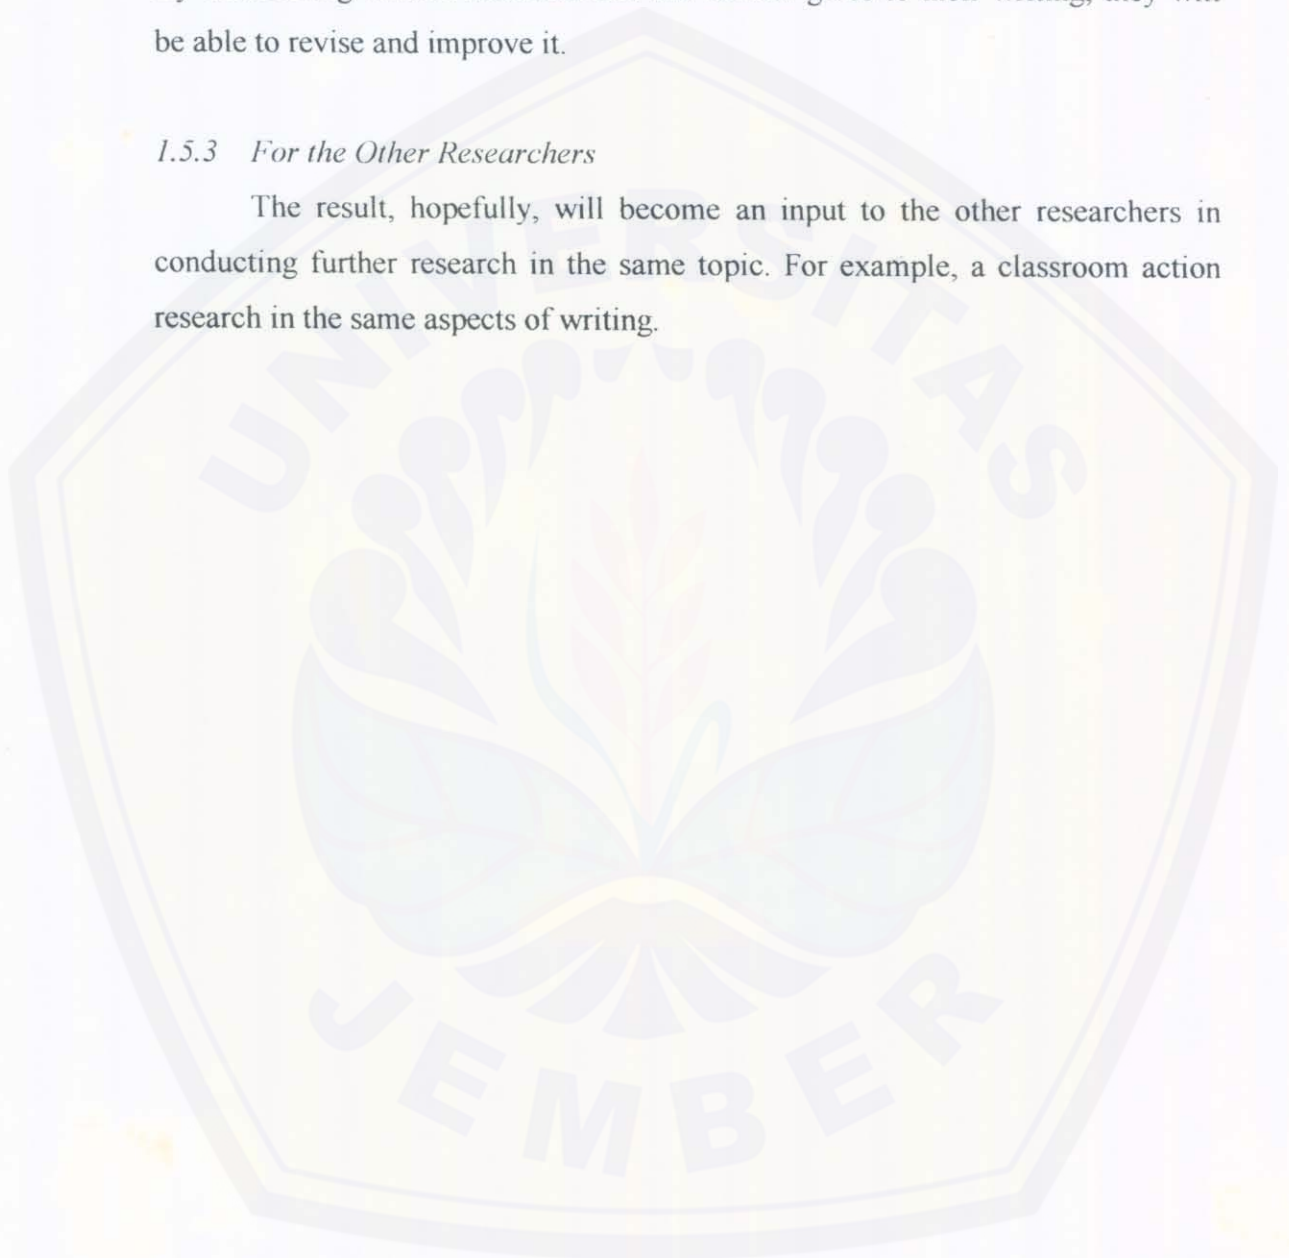 be able to revise and improve it.
1.5.3 For the Other Researchers
The result, hopefully, will become an input to the other researchers in
conducting further research in the same topic. For example, a classroom action
research in the same aspects of writing.
UNIVERSITAS
JEMBER